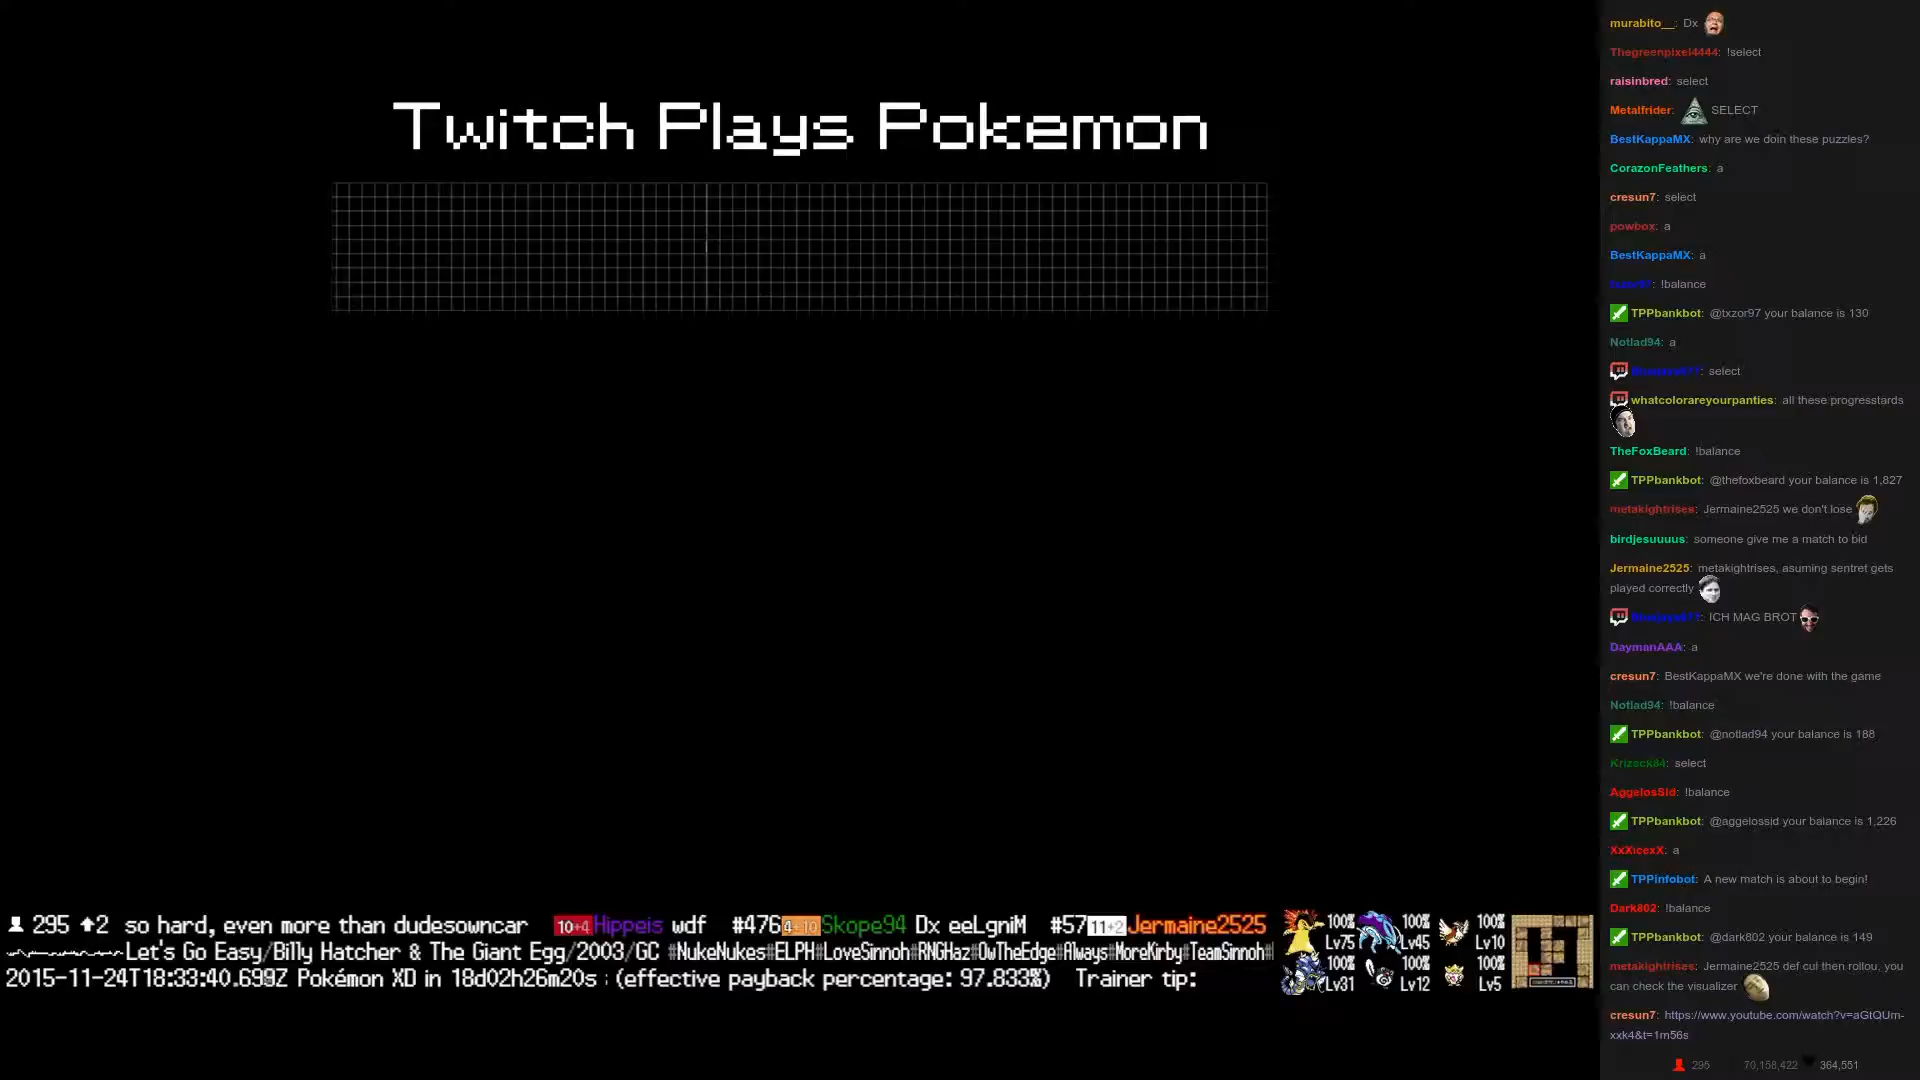 Twitch Plays Pokemon
murabito__: Dx
Thegreenpixel4444: !select
raisinbred: select
Metalfrider: SELECT
BestKappaMX: why are we doin these puzzles?
CorazonFeathers: a
cresun7: select
powbox: a
BestKappaMX: a
txzor97: !balance
TPPbankbot: @txzor97 your balance is 130
Notlad94: a
: select
whatcolorareyourpanties: all these progresstards
TheFoxBeard: !balance
TPPbankbot: @thefoxbeard your balance is 1,827
metakightrises: Jermaine2525 we don't lose
birdjesuuuus: someone give me a match to bid
Jermaine2525: metakightrises, asuming sentret gets
played correctly
: ICH MAG BROT
DaymanAAA: a
cresun7: BestKappaMX we're done with the game
Notlad94: !balance
TPPbankbot: @notlad94 your balance is 188
Krizeck84: select
AggelosSid: !balance
TPPbankbot: @aggelossid your balance is 1,226
XxXicexX: a
TPPinfobot: A new match is about to begin!
Dark802: !balance
TPPbankbot: @dark802 your balance is 149
metakightrises: Jermaine2525 def cul then rollou, you
can check the visualizer
cresun7: https://www.youtube.com/watch?v=aGtQUm-
xxk4&t=1m56s
295 70,158,422 364,551
295 2 so hard, even more than dudesowncar 10+4 Hippeis wdf #476 4+10 Skope94 Dx eeLgniM #57 11+2 Jermaine2525
Let's Go Easy/Billy Hatcher & The Giant Egg/2003/GC #NukeNukes#ELPH#LoveSinnoh#RNGHaz#OwTheEdge#Always#MoreKirby#TeamSinnoh#
2015-11-24T18:33:40.699Z Pokémon XD in 18d02h26m20s ; (effective payback percentage: 97.833%) Trainer tip:
100% 100% 100%
Lv75 Lv45 Lv10
100% 100% 100%
Lv31 Lv12 Lv5